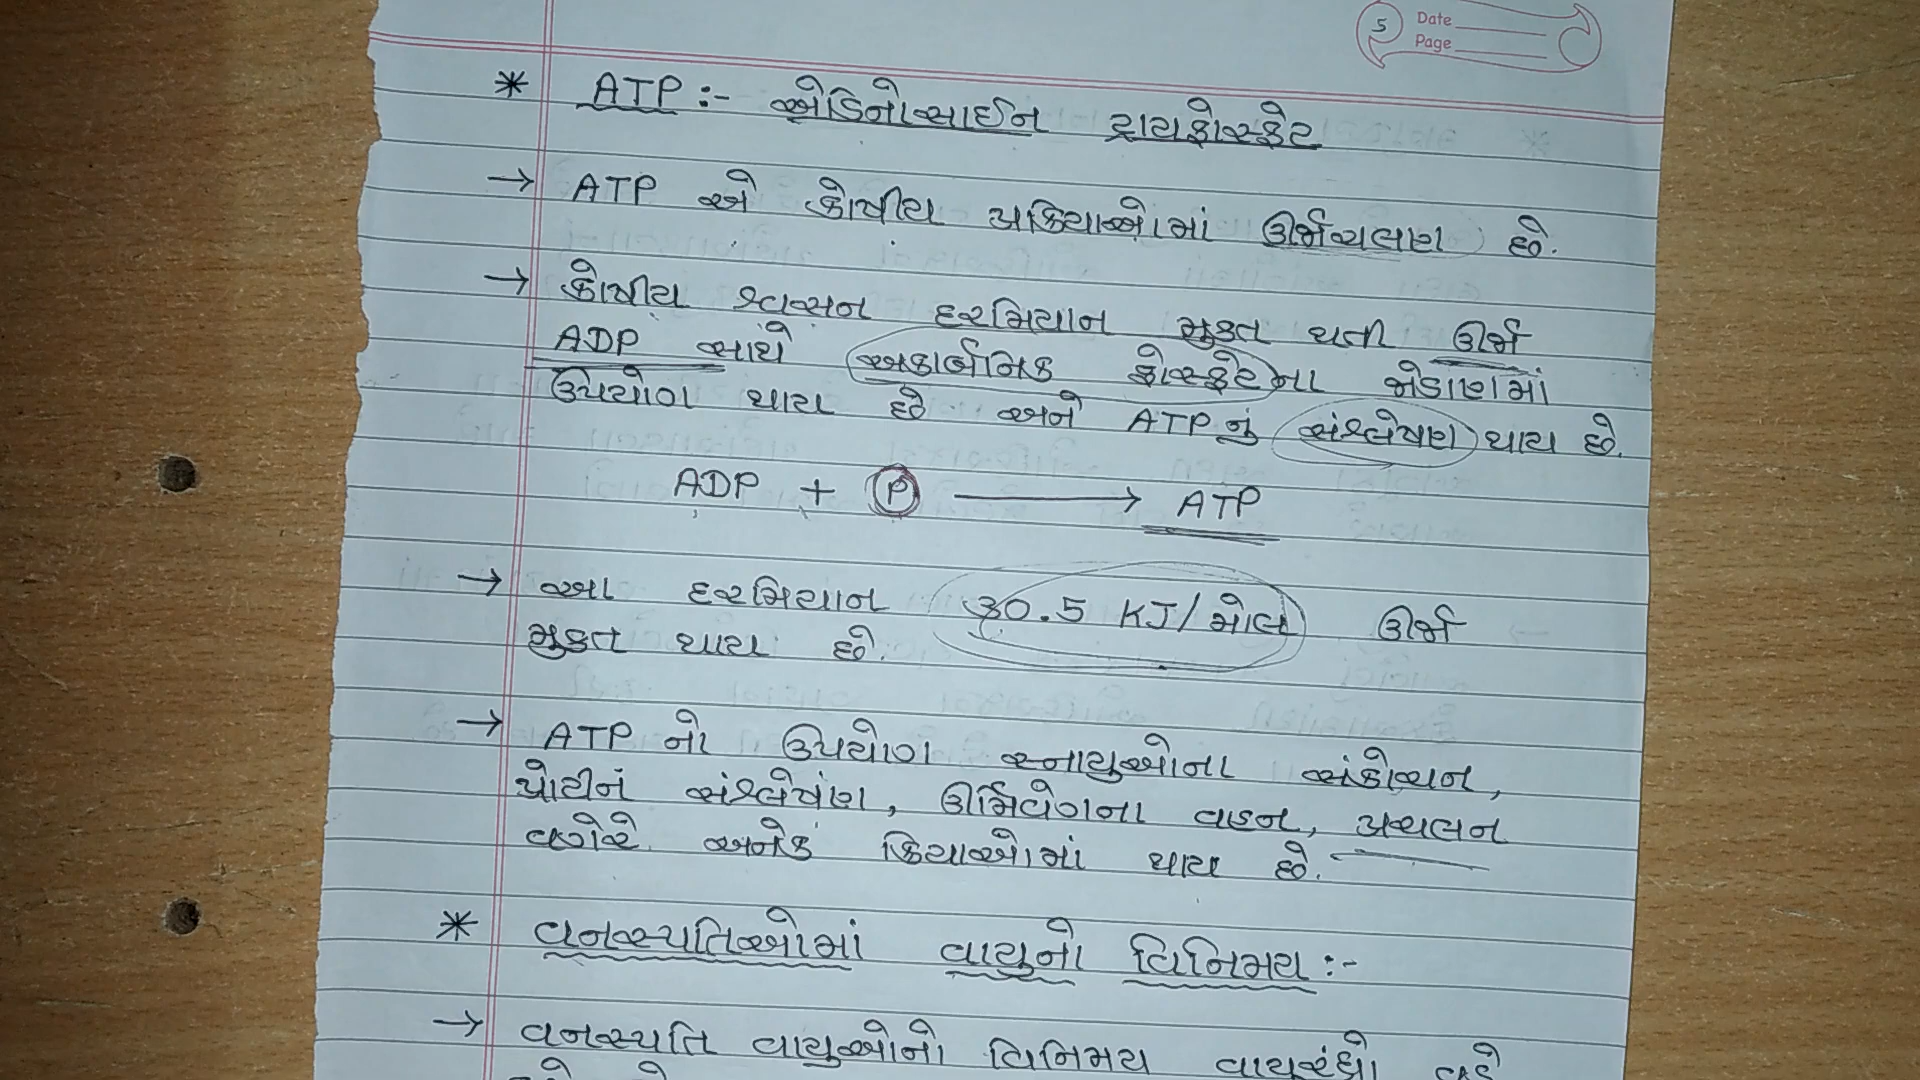 5 Date
Page
* ATP :- એડિનોસાઈન ટ્રાયફોસ્ફેટ
→ ATP એ કોષીય પ્રક્રિયાઓમાં ઊર્જાચલણ છે.
→ કોષીય શ્વસન દરમિયાન મુક્ત થતી ઊર્જા
ADP સાથે અકાર્બનિક ફોસ્ફેટના જોડાણમાં
ઉપયોગ થાય છે અને ATP નું સંશ્લેષણ થાય છે.
ADP + P → ATP
→ આ દરમિયાન 30.5 KJ/મોલ ઊર્જા
મુક્ત થાય છે.
→ ATP નો ઉપયોગ સ્નાયુઓના સંકોચન,
પ્રોટીનં સંશ્લેષણ, ઊર્મિવેગના વહન, પ્રચલન
વગેરે અનેક ક્રિયાઓમાં થાય છે.
* વનસ્પતિઓમાં વાયુનો વિનિમય :-
→ વનસ્પતિ વાયુઓનો વિનિમય વાયુરંધ્રો વડે